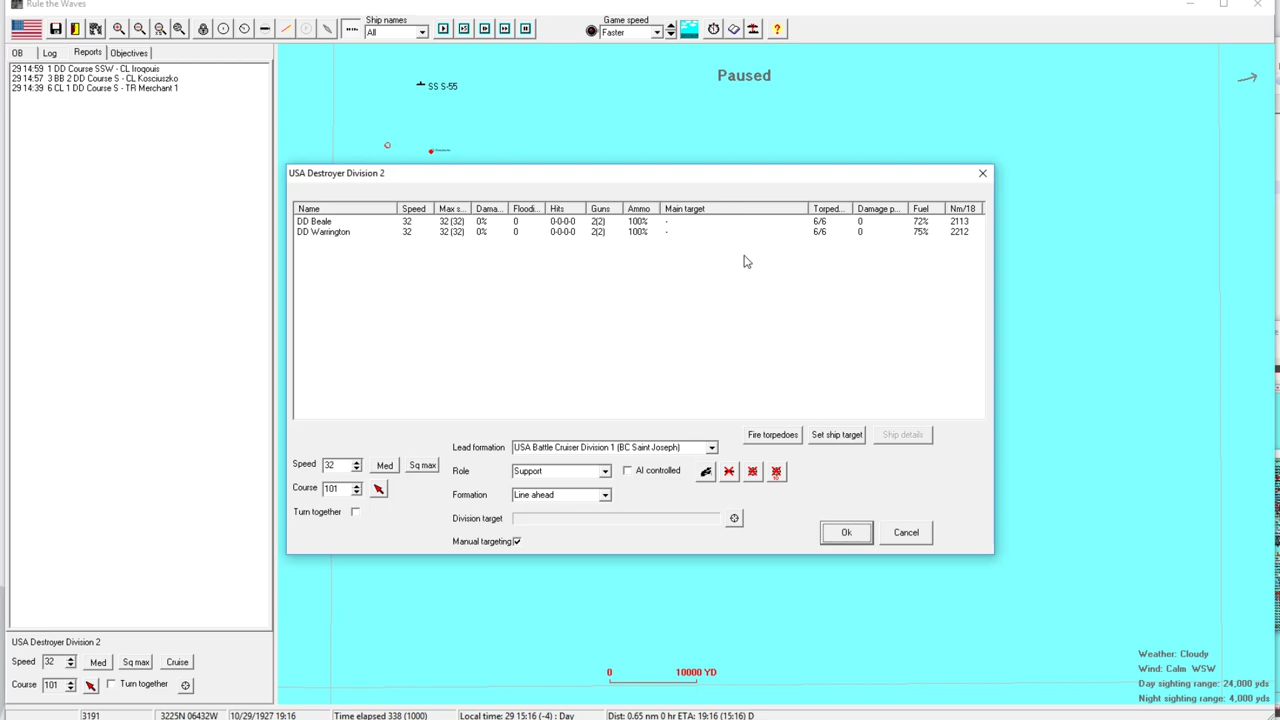 Rule the Waves
Ship names
All
Game speed
Faster
OB Log Reports Objectives
29 14:59 1 DD Course SSW - CL Iroqouis
29 14:57 3 BB 2 DD Course S - CL Kosciuszko
29 14:39 6 CL 1 DD Course S - TR Merchant 1
Paused
SS S-55
USA Destroyer Division 2
Name Speed Max s... Dama... Floodi... Hits Guns Ammo Main target Torped... Damage p... Fuel Nm/18
DD Beale 32 32 (32) 0% 0 0-0-0-0 2(2) 100% - 6/6 0 72% 2113
DD Warrington 32 32 (32) 0% 0 0-0-0-0 2(2) 100% - 6/6 0 75% 2212
Fire torpedoes Set ship target Ship details
Lead formation USA Battle Cruiser Division 1 (BC Saint Joseph)
Speed 32 Med Sq max
Role Support AI controlled
Course 101
Formation Line ahead
Turn together
Division target
Manual targeting
Ok Cancel
USA Destroyer Division 2
Speed 32 Med Sq max Cruise
Course 101 Turn together
0 10000 YD
Weather: Cloudy
Wind: Calm WSW
Day sighting range: 24,000 yds
Night sighting range: 4,000 yds
3191 3225N 06432W 10/29/1927 19:16 Time elapsed 338 (1000) Local time: 29 15:16 (-4) : Day Dist: 0.65 nm 0 hr ETA: 19:16 (15:16) D